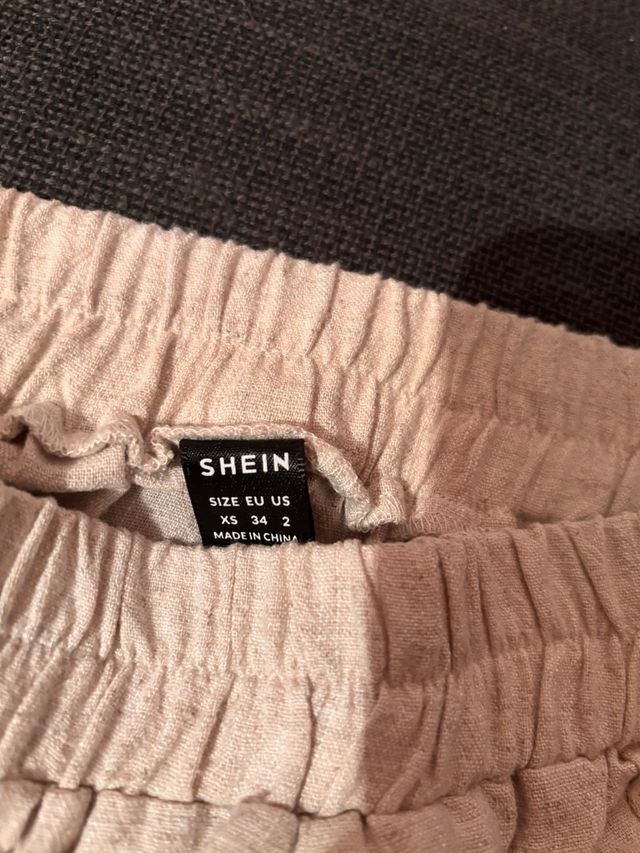 SHEIN
SIZE EU US
XS 34 2
MADE IN CHINA